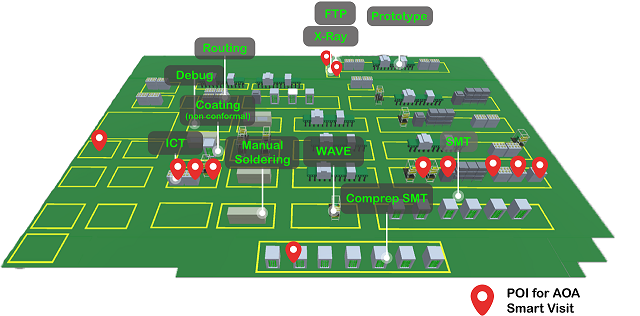 FTP
Prototype
X-Ray
Routing
Debug
Coating
(non conformal)
ICT
Manual
Soldering
WAVE
SMT
Comprep SMT
POI for AOA
Smart Visit